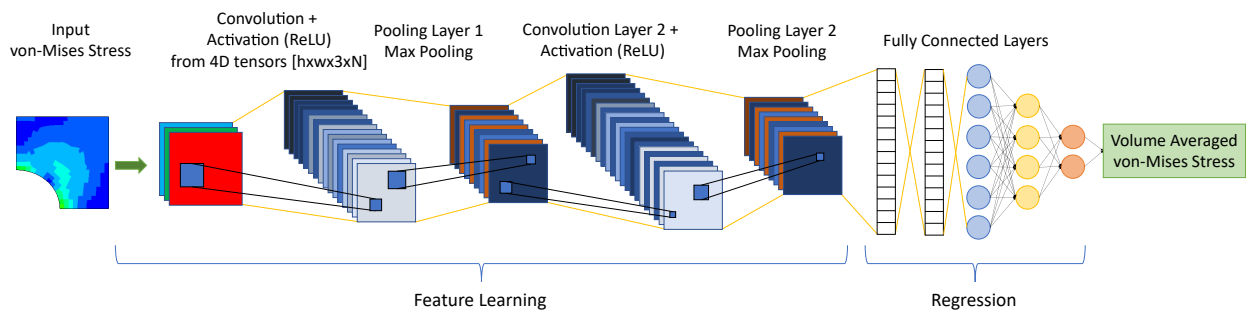 Input
von-Mises Stress
Convolution +
Activation (ReLU)
from 4D tensors [hxwx3xN]
Pooling Layer 1
Max Pooling
Convolution Layer 2 +
Activation (ReLU)
Pooling Layer 2
Max Pooling
Fully Connected Layers
Volume Averaged
von-Mises Stress
Feature Learning
Regression